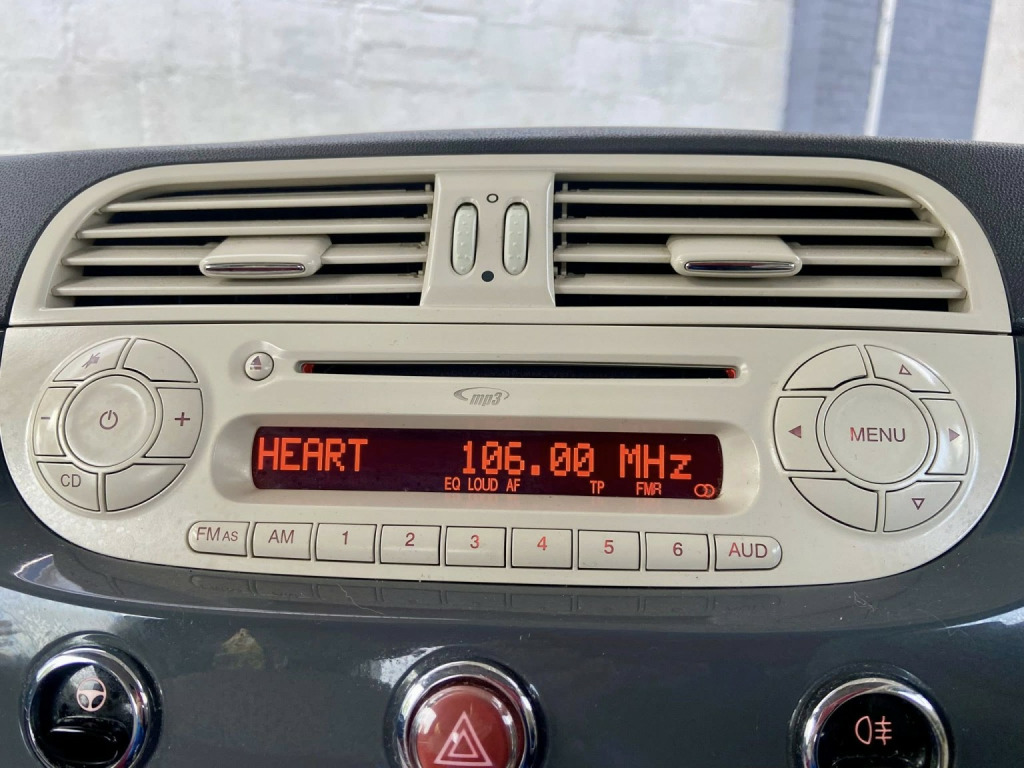 mp3
HEART 106.00 MHz
EQ LOUD AF TP FMR
MENU
CD
FM AS AM 1 2 3 4 5 6 AUD